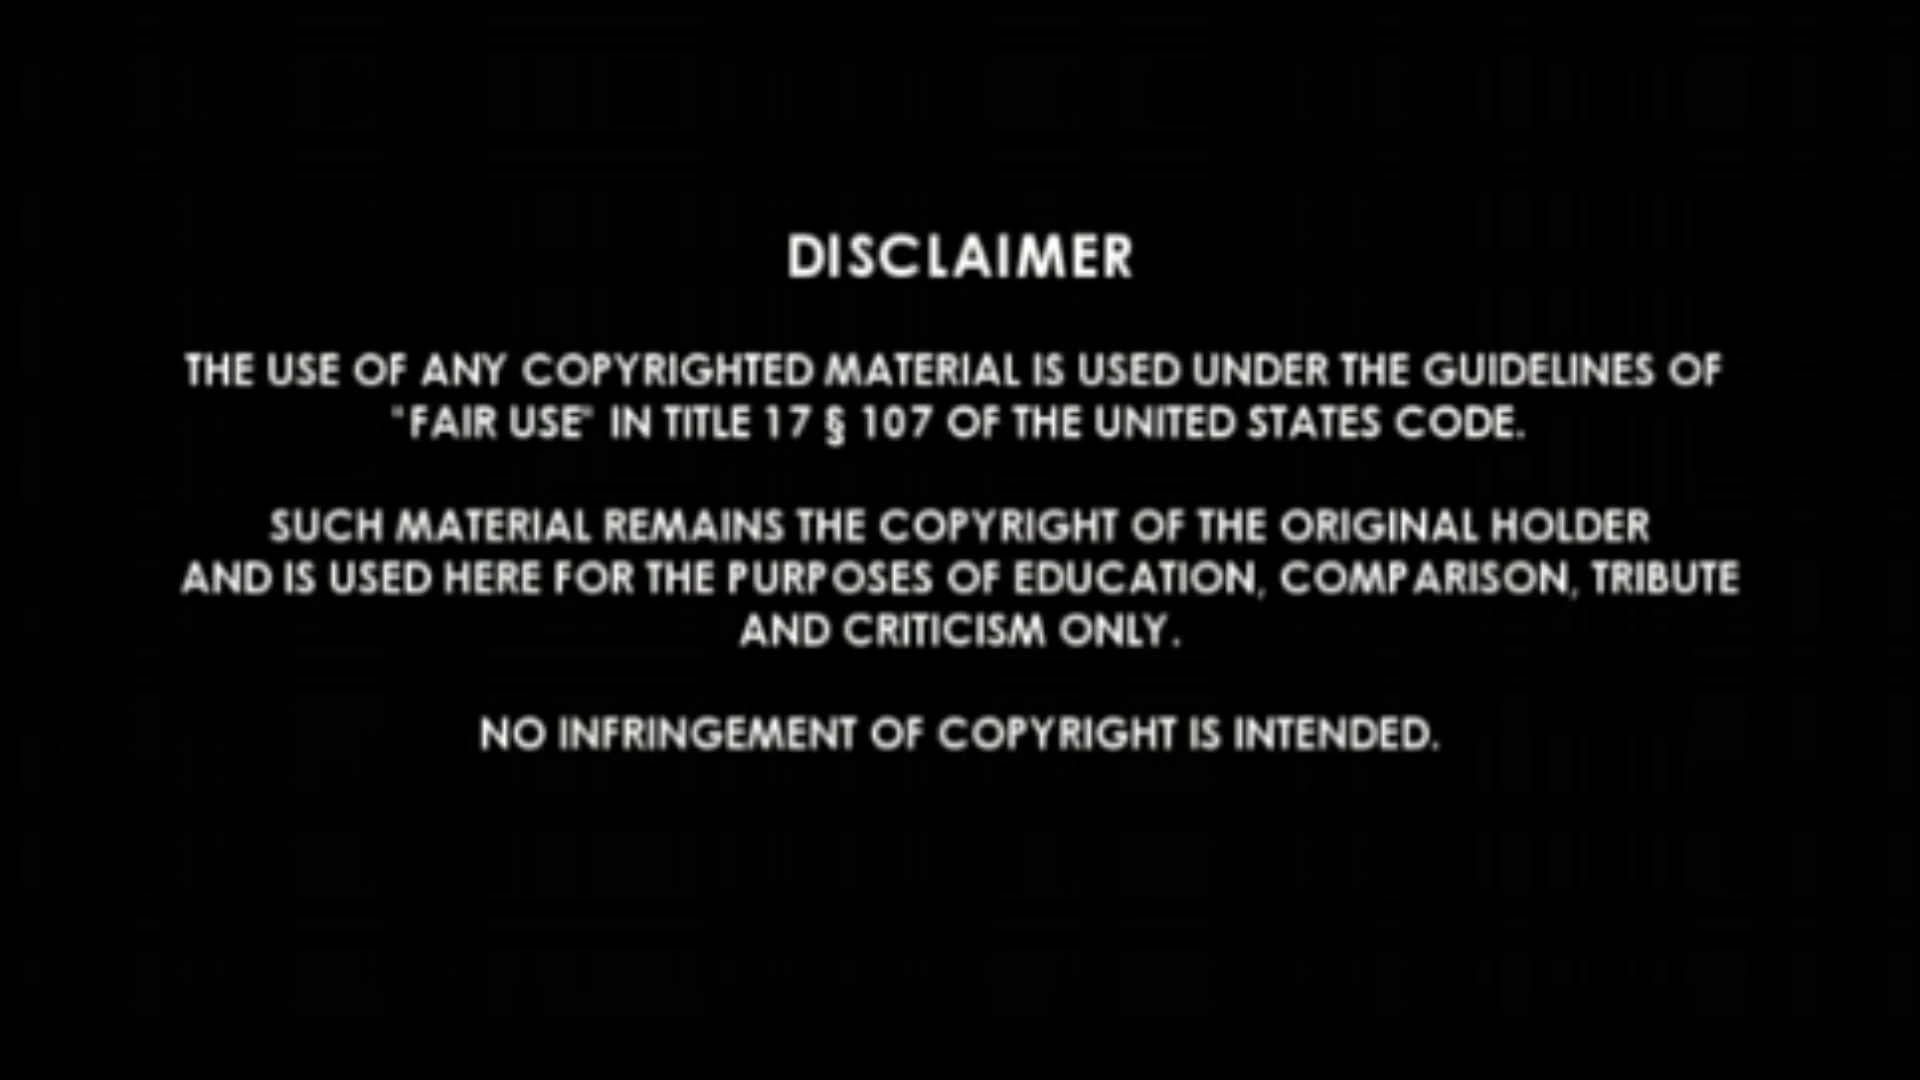 DISCLAIMER
THE USE OF ANY COPYRIGHTED MATERIAL IS USED UNDER THE GUIDELINES OF
"FAIR USE" IN TITLE 17 § 107 OF THE UNITED STATES CODE.
SUCH MATERIAL REMAINS THE COPYRIGHT OF THE ORIGINAL HOLDER
AND IS USED HERE FOR THE PURPOSES OF EDUCATION, COMPARISON, TRIBUTE
AND CRITICISM ONLY.
NO INFRINGEMENT OF COPYRIGHT IS INTENDED.